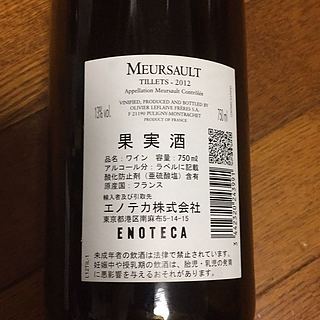 MEURSAULT
TILLETS - 2012
Appellation Meursault Contrôlée
VINIFIED, PRODUCED AND BOTTLED BY
OLIVIER LEFLAIVE FRÈRES S.A.
F 21190 PULIGNY-MONTRACHET
PRODUCT OF FRANCE
13% vol.
750 ml
果実酒
品名：ワイン 容量：750㎖
アルコール分：ラベルに記載
酸化防止剤（亜硫酸塩）含有
原産国：フランス
輸入者及び引取先
エノテカ株式会社
東京都港区南麻布5-14-15
ENOTECA
未成年者の飲酒は法律で禁止されています。
妊娠中や授乳期の飲酒は、胎児・乳児の発育
に悪影響を与えるおそれがあります。